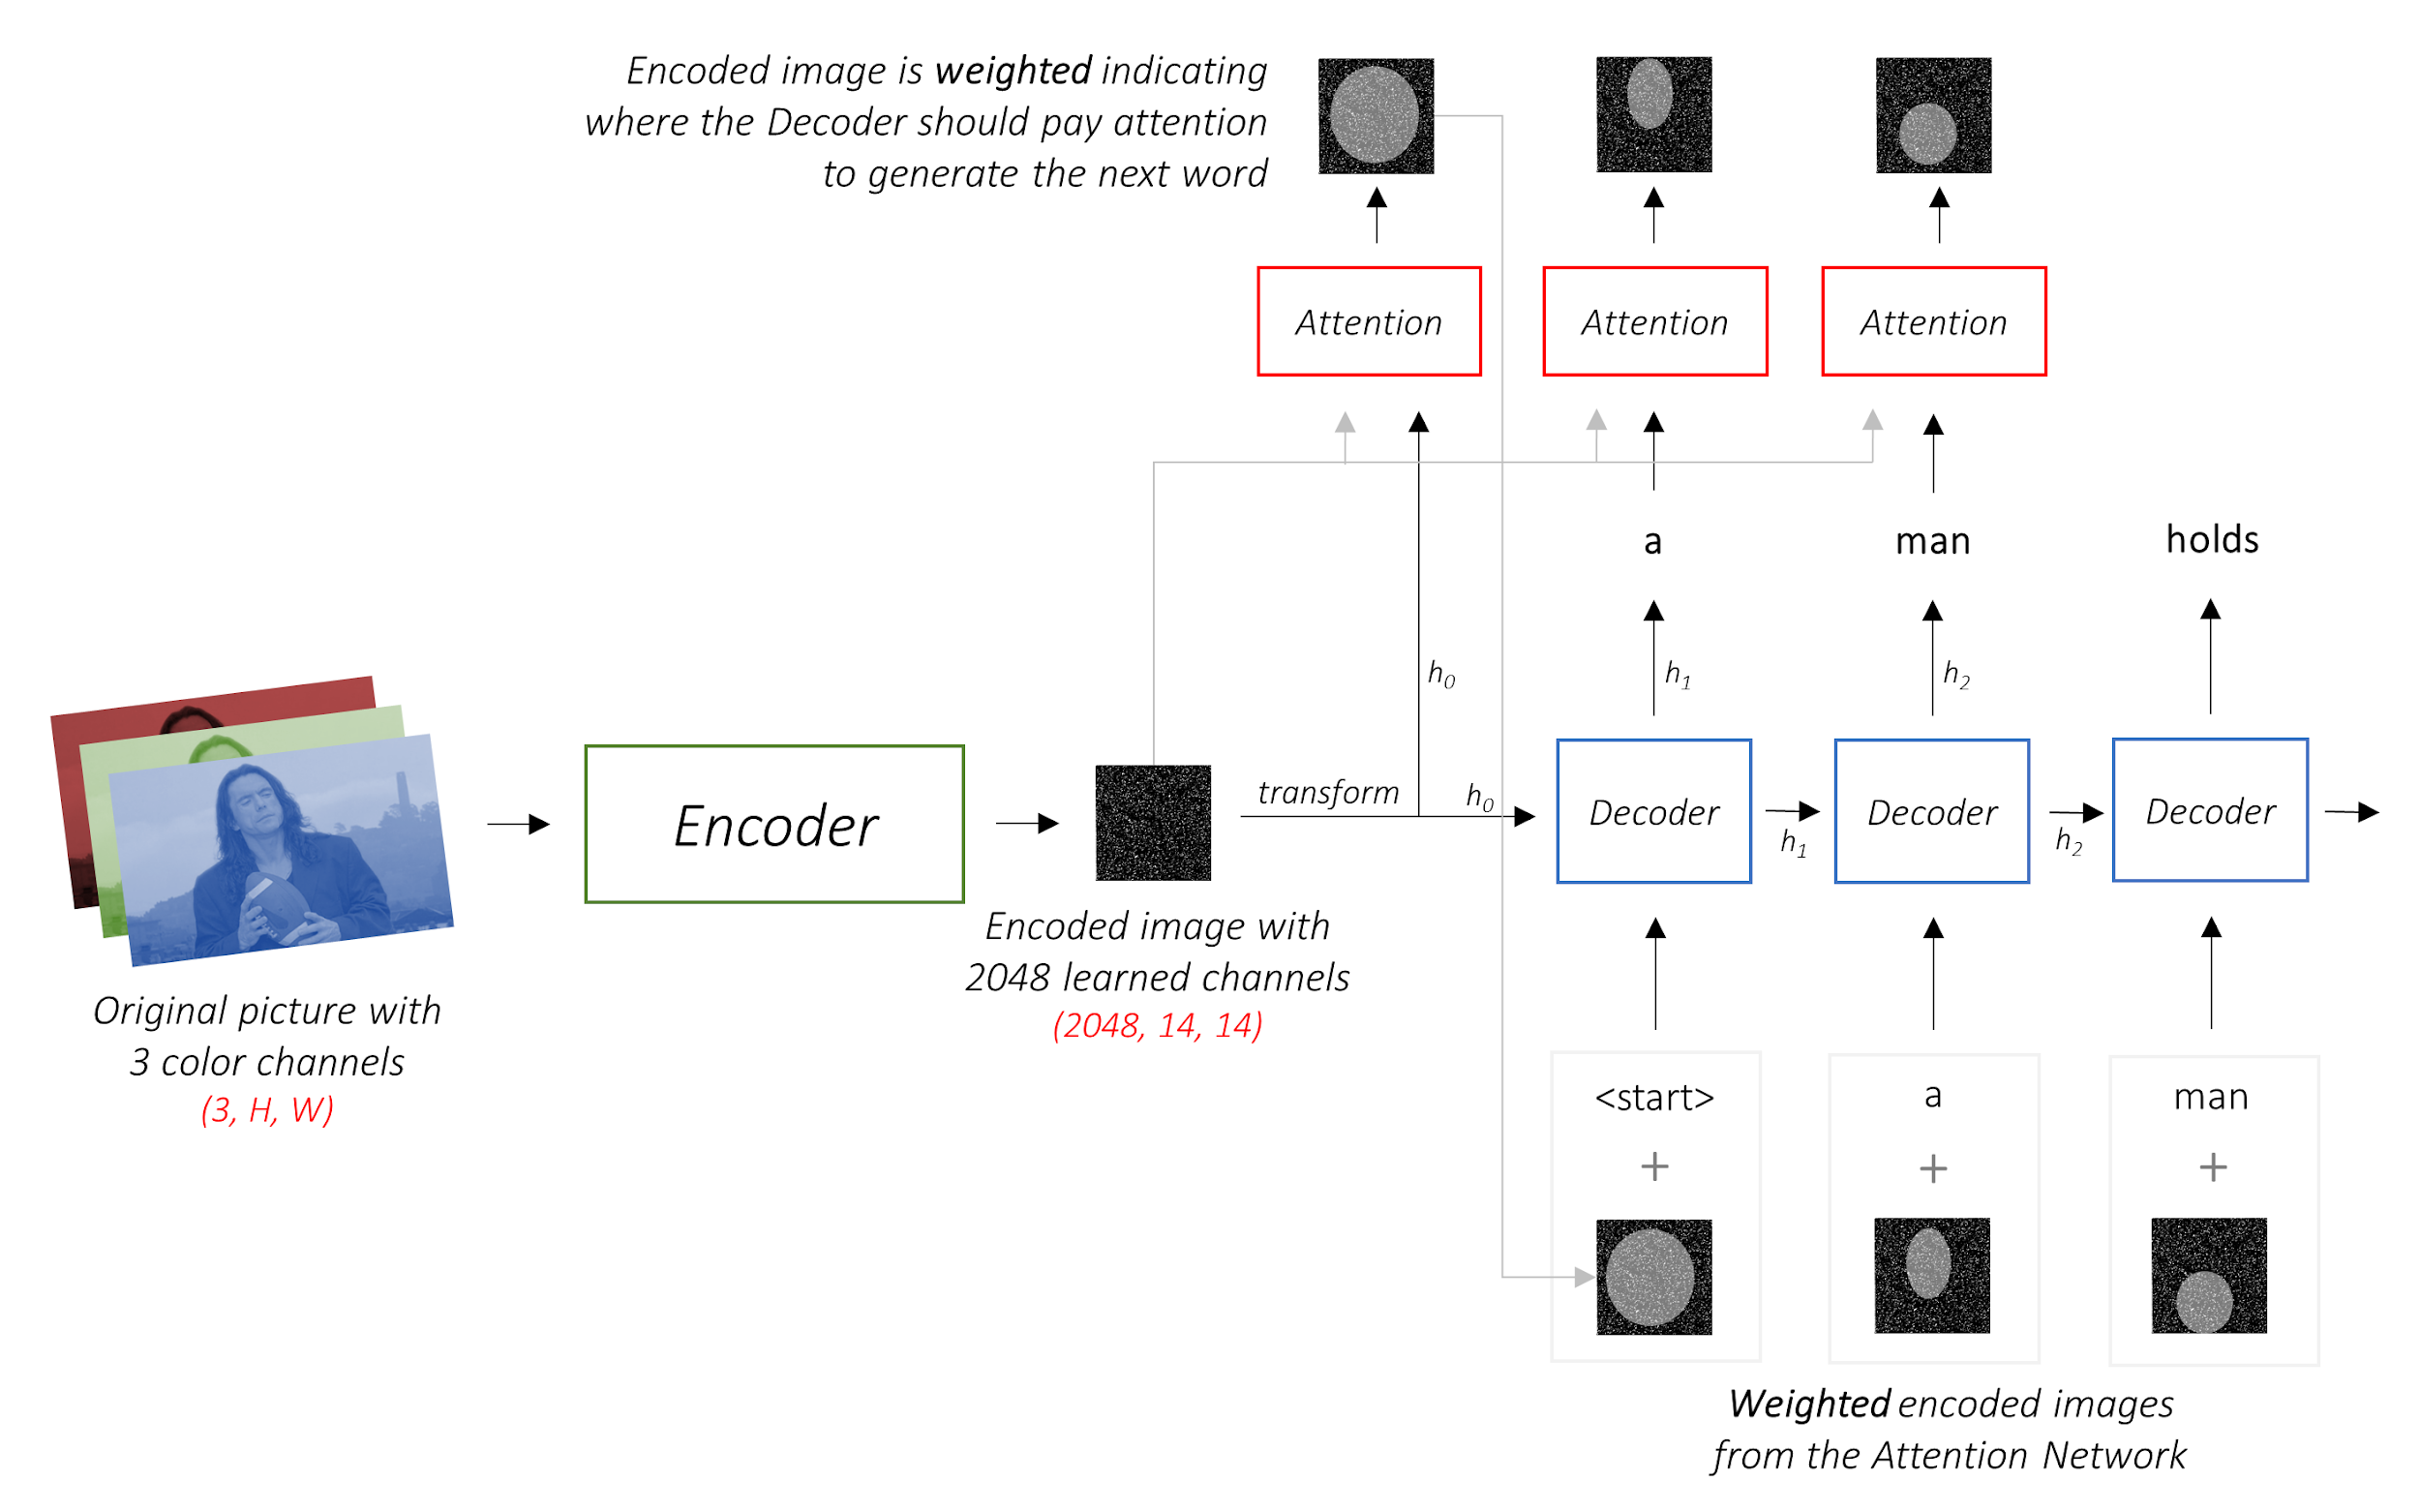 Encoded image is weighted indicating
where the Decoder should pay attention
to generate the next word
Attention
Attention
Attention
a
man
holds
h0
h1
h2
Encoder
transform
h0
Decoder
h1
Decoder
h2
Decoder
Encoded image with
2048 learned channels
(2048, 14, 14)
Original picture with
3 color channels
(3, H, W)
<start>
+
a
+
man
+
Weighted encoded images
from the Attention Network